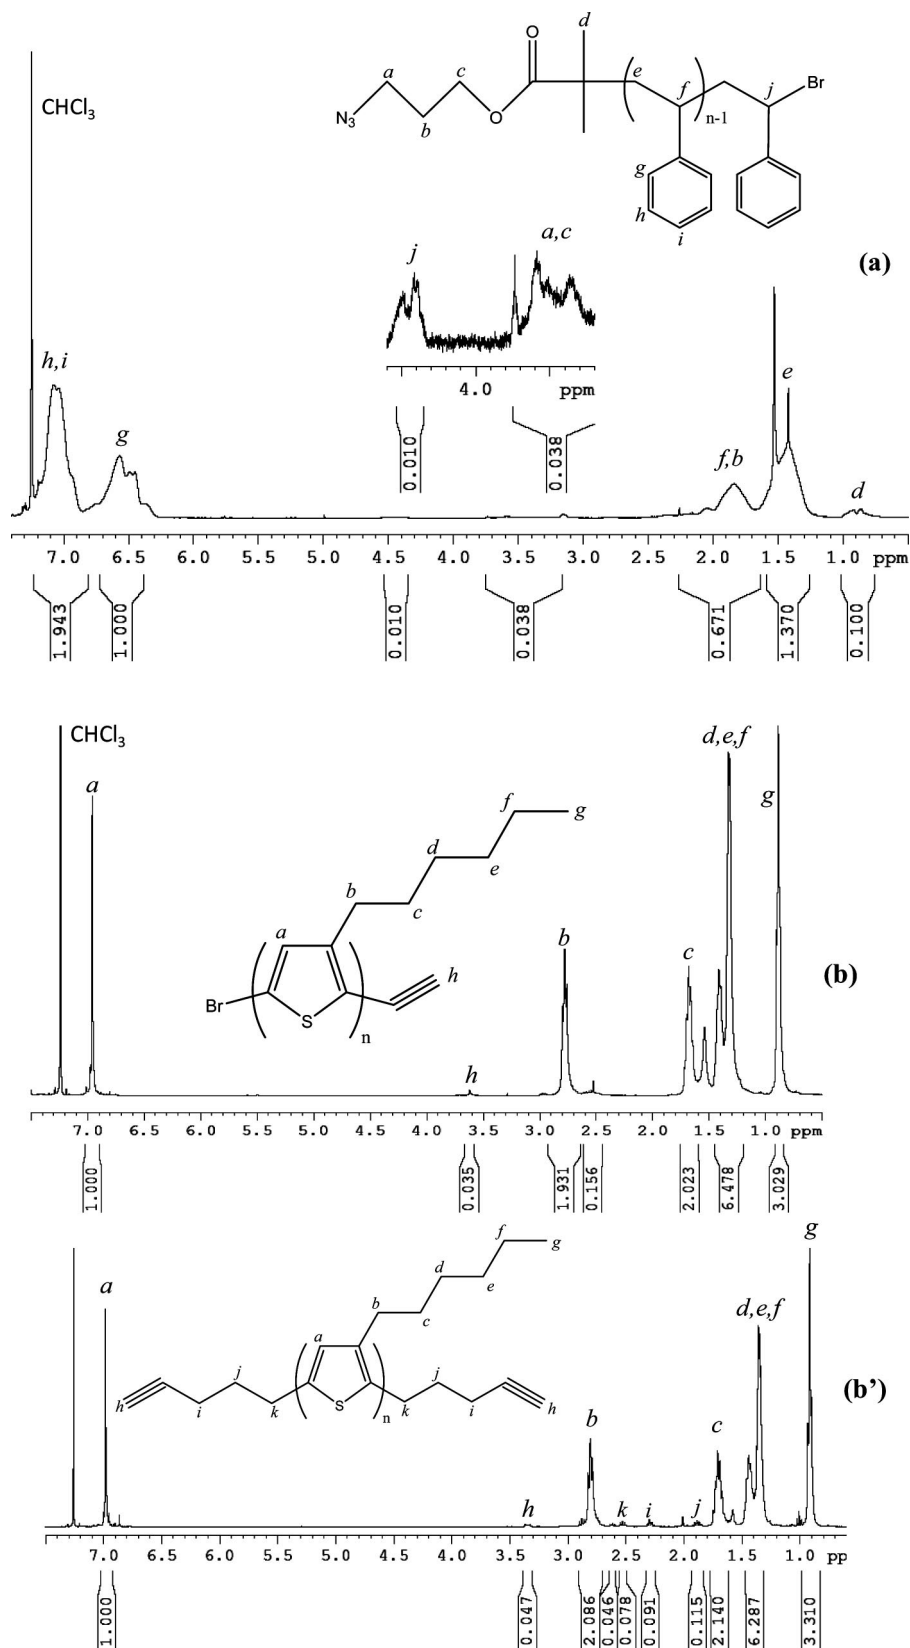 d
O
a
c
e
f
j
Br
N3
b
O
n-1
CHCl3
g
h
i
j
a,c
(a)
4.0 ppm
h,i
g
e
f,b
d
0.010
0.038
7.0 6.5 6.0 5.5 5.0 4.5 4.0 3.5 3.0 2.5 2.0 1.5 1.0 ppm
1.943
1.000
0.010
0.038
0.671
1.370
0.100
CHCl3
a
d,e,f
g
f
g
d
e
b
c
a
b
c
(b)
Br
S
n
h
h
7.0 6.5 6.0 5.5 5.0 4.5 4.0 3.5 3.0 2.5 2.0 1.5 1.0 ppm
1.000
0.035
1.931
0.156
2.023
6.478
3.029
a
f
g
g
d
e
d,e,f
b
c
a
j
j
h
i
k
S
n
k
i
h
(b')
b
c
h
k
i
j
7.0 6.5 6.0 5.5 5.0 4.5 4.0 3.5 3.0 2.5 2.0 1.5 1.0 pp
1.000
0.047
2.086
0.046
0.078
0.091
0.115
2.140
6.287
3.310